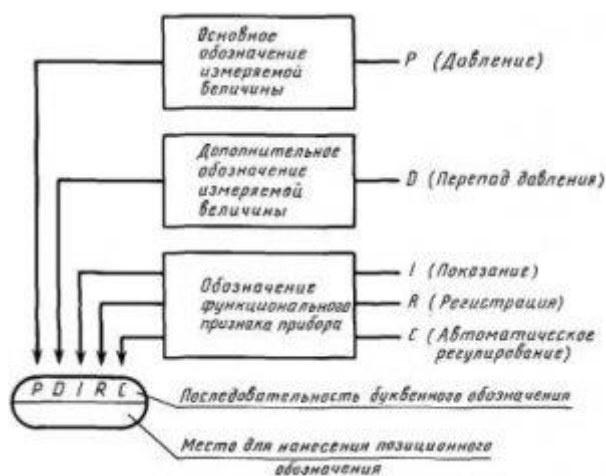 Основное
обозначение
измеряемой
величины
P (Давление)
Дополнительное
обозначение
измеряемой
величины
D (Перепад давления)
Обозначение
функционального
признака прибора
I (Показание)
R (Регистрация)
C (Автоматическое
регулирование)
P D I R C
Последовательность буквенного обозначения
Место для нанесения позиционного
обозначения